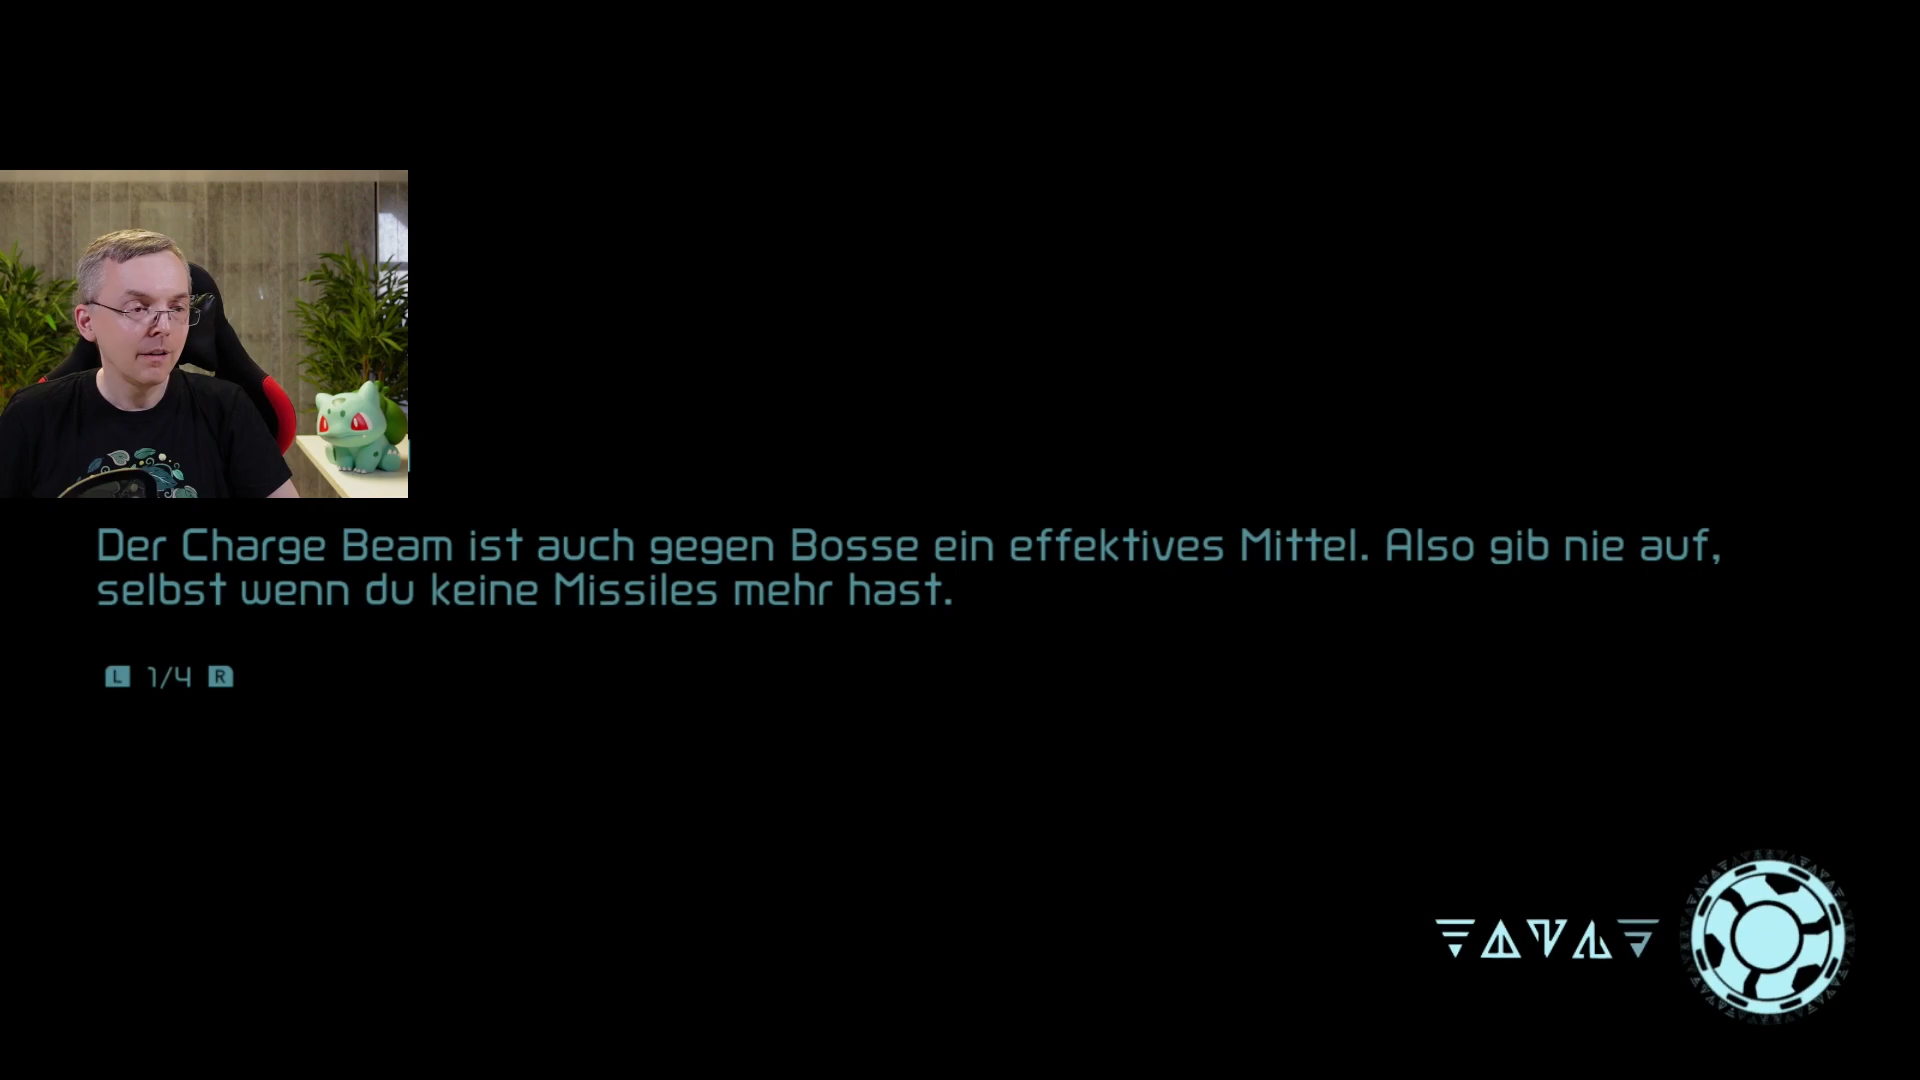 Der Charge Beam ist auch gegen Bosse ein effektives Mittel. Also gib nie auf,
selbst wenn du keine Missiles mehr hast.
L 1/4 R